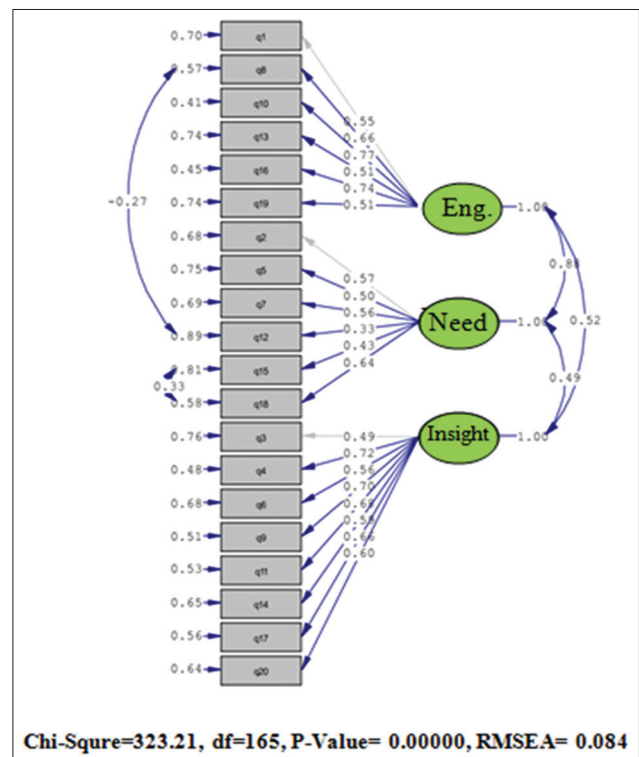 0.70
q1
0.57
q8
0.41
q10
0.74
q13
0.45
q16
0.74
q19
0.68
q2
0.75
q5
0.69
q7
0.89
q12
0.81
q15
0.58
q18
0.76
q3
0.48
q4
0.68
q6
0.51
q9
0.53
q11
0.65
q14
0.56
q17
0.64
q20
-0.27
0.33
0.55
0.66
0.77
0.51
0.74
0.51
0.57
0.50
0.56
0.33
0.43
0.64
0.49
0.72
0.56
0.70
0.68
0.59
0.66
0.60
Eng.
1.00
Need
1.00
Insight
1.00
0.52
0.49
Chi-Squre=323.21, df=165, P-Value= 0.00000, RMSEA= 0.084